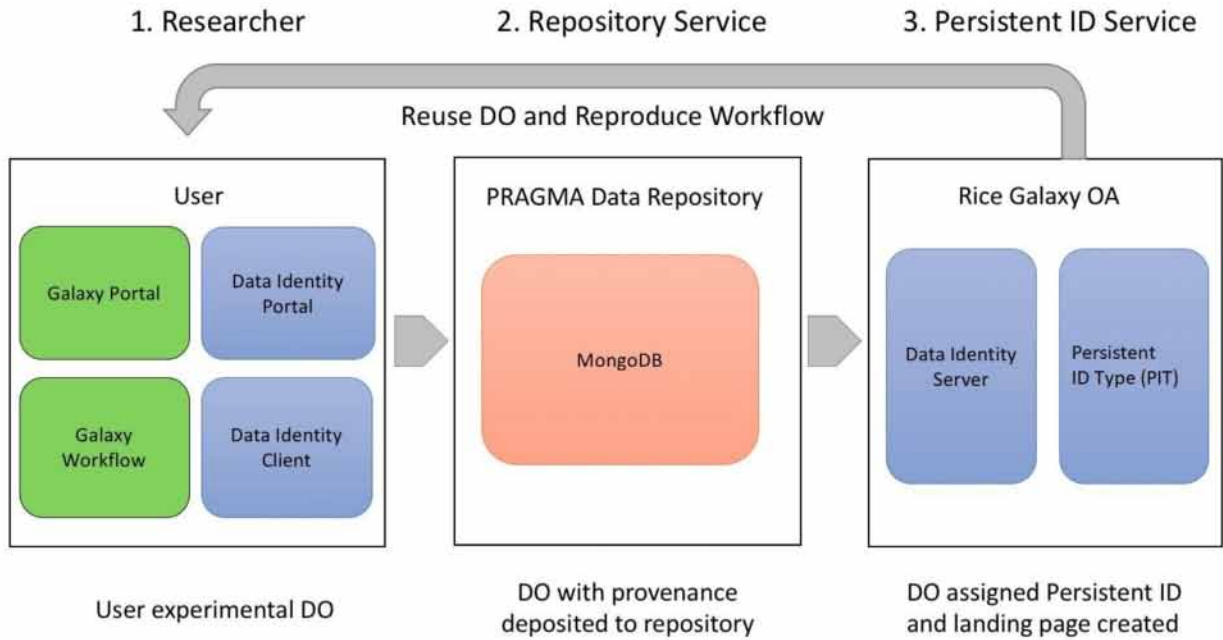 1. Researcher
2. Repository Service
3. Persistent ID Service
Reuse DO and Reproduce Workflow
User
Galaxy Portal
Data Identity
Portal
Galaxy
Workflow
Data Identity
Client
PRAGMA Data Repository
MongoDB
Rice Galaxy OA
Data Identity
Server
Persistent
ID Type (PIT)
User experimental DO
DO with provenance
deposited to repository
DO assigned Persistent ID
and landing page created